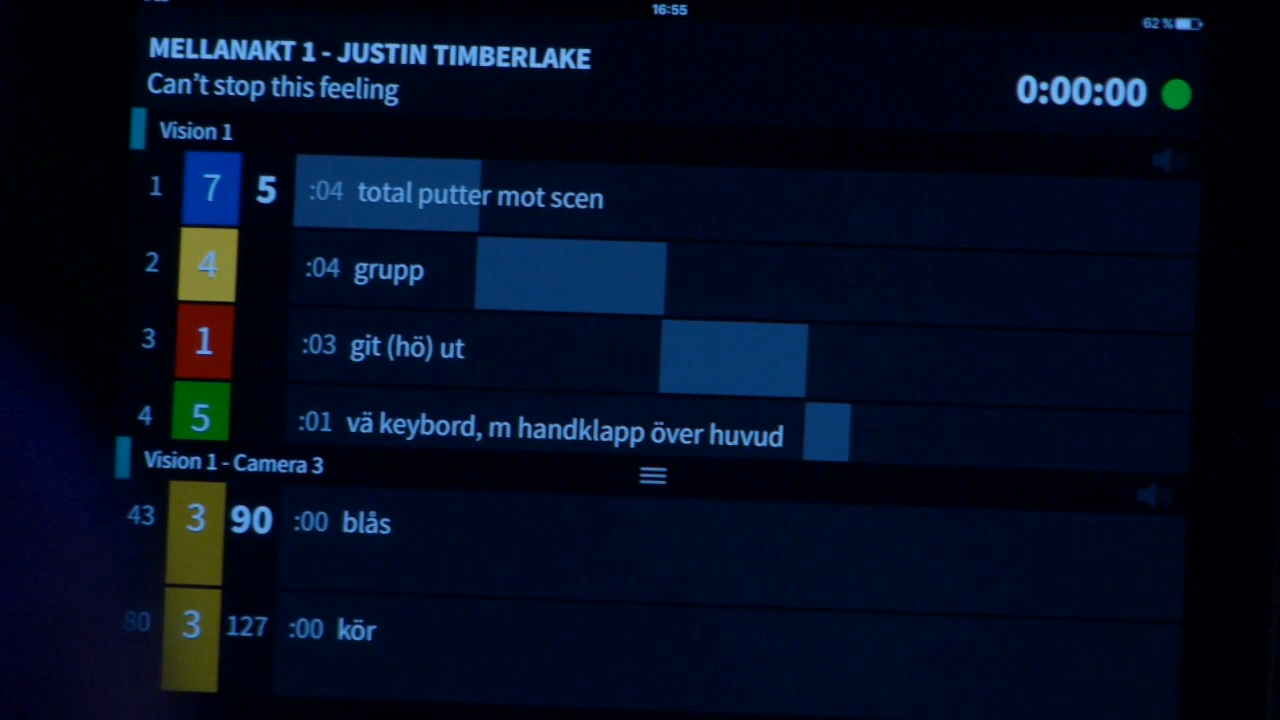 16:55
62 %
MELLANAKT 1 - JUSTIN TIMBERLAKE
Can't stop this feeling
0:00:00
Vision 1
1 7 5 :04 total putter mot scen
2 4 :04 grupp
3 1 :03 git (hö) ut
4 5 :01 vä keybord, m handklapp över huvud
Vision 1 - Camera 3
43 3 90 :00 blås
80 3 127 :00 kör